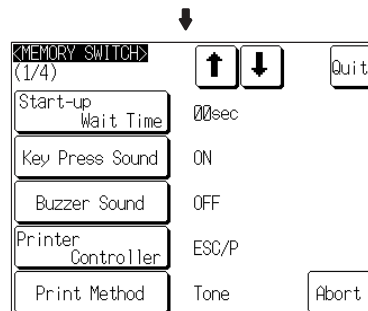 <MEMORY SWITCH>
(1/4)
Quit
Start-up
Wait Time
00sec
Key Press Sound
ON
Buzzer Sound
OFF
Printer
Controller
ESC/P
Print Method
Tone
Abort